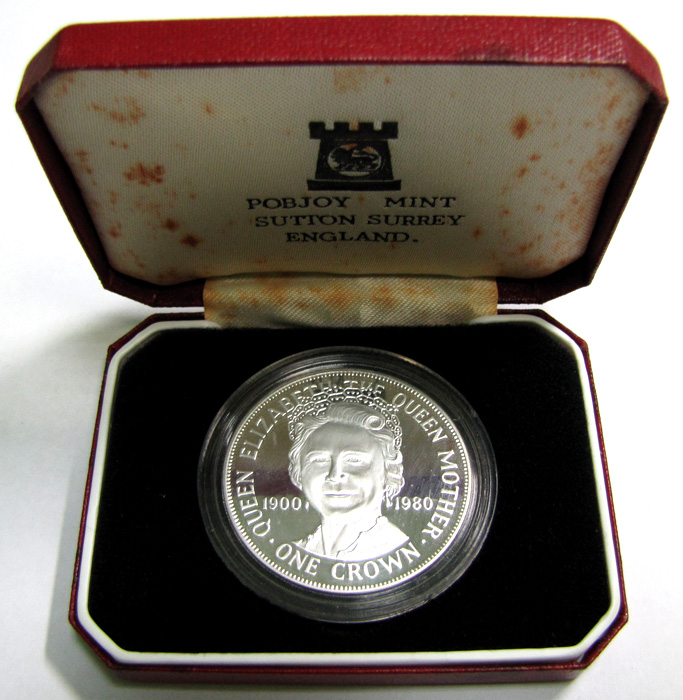 POBJOY MINT
SUTTON SURREY
ENGLAND.
QUEEN ELIZABETH THE QUEEN MOTHER
1900 1980
· ONE CROWN ·